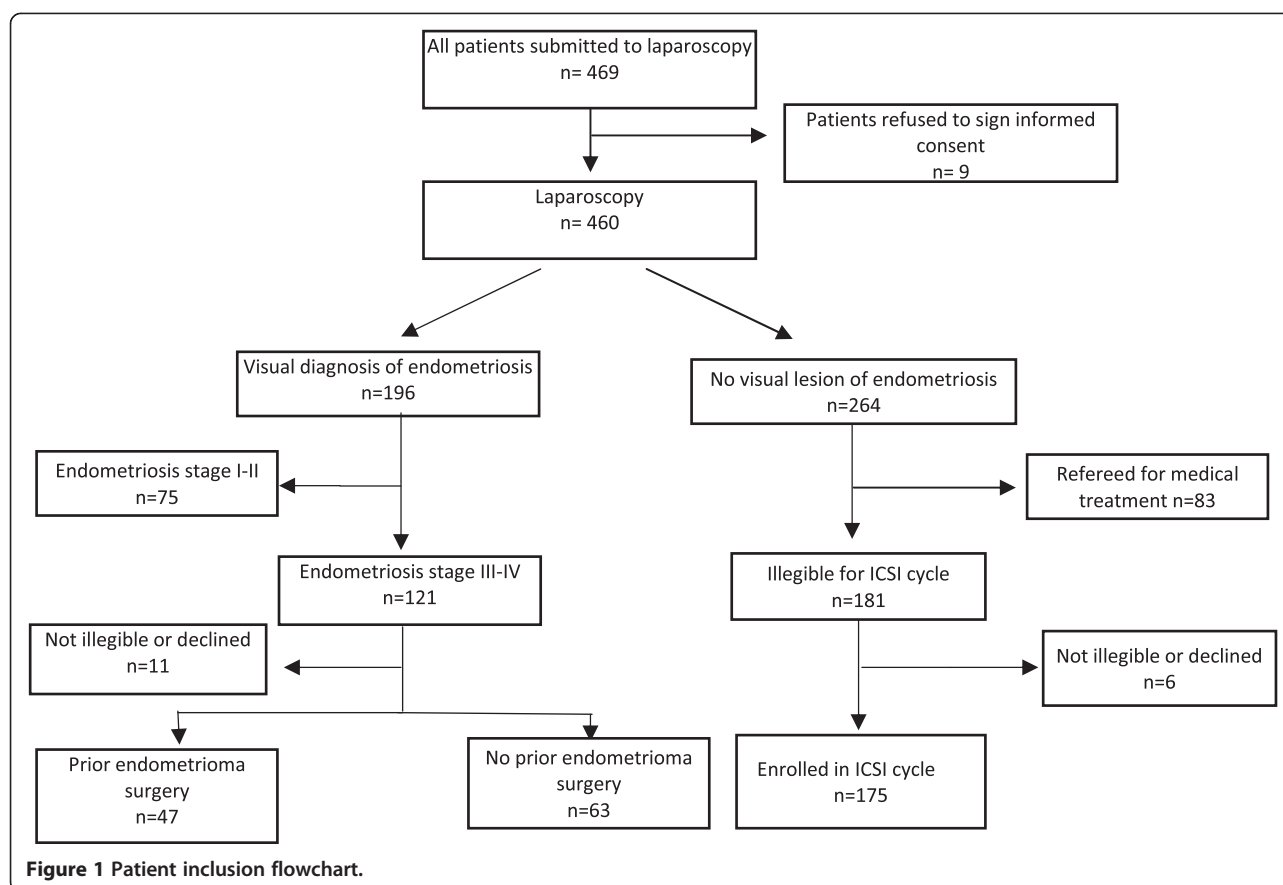 All patients submitted to laparoscopy
n= 469
Patients refused to sign informed
consent
n= 9
Laparoscopy
n= 460
Visual diagnosis of endometriosis
n=196
No visual lesion of endometriosis
n=264
Endometriosis stage I-II
n=75
Refereed for medical
treatment n=83
Endometriosis stage III-IV
n=121
Illegible for ICSI cycle
n=181
Not illegible or declined
n=11
Not illegible or declined
n=6
Prior endometrioma
surgery
n=47
No prior endometrioma
surgery
n=63
Enrolled in ICSI cycle
n=175
Figure 1 Patient inclusion flowchart.